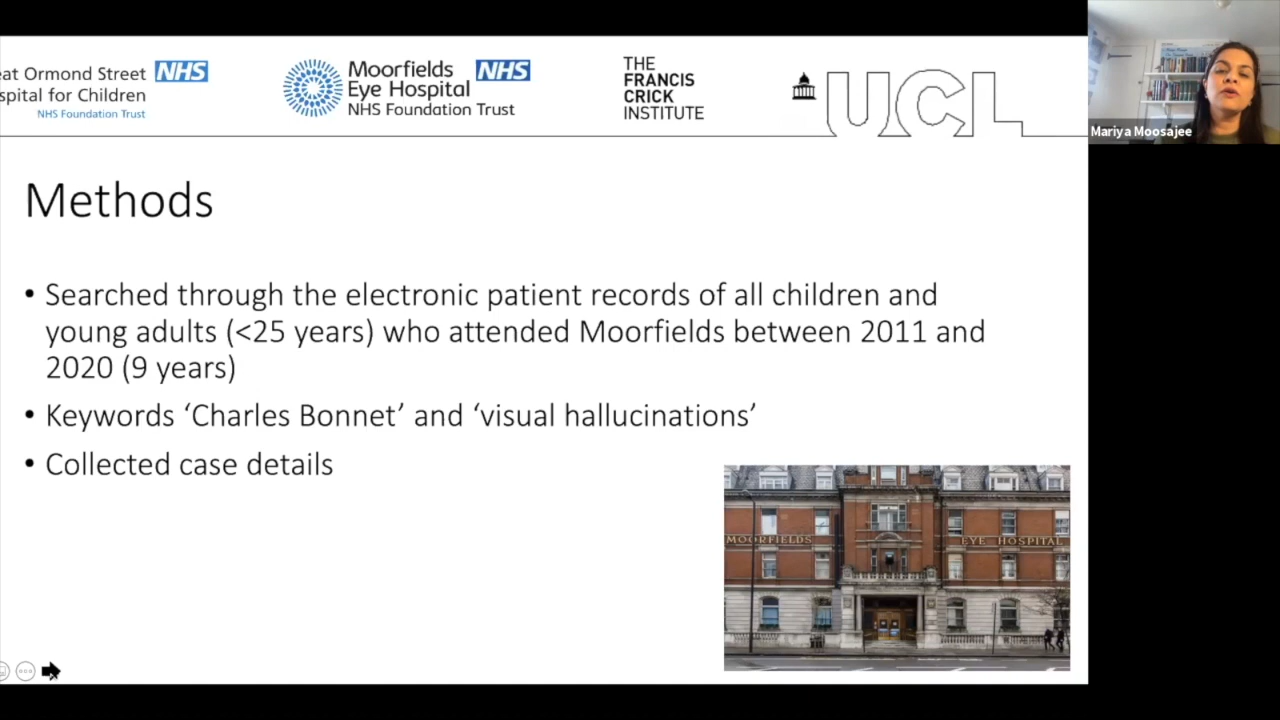 eat Ormond Street NHS
spital for Children
NHS Foundation Trust
Moorfields NHS
Eye Hospital
NHS Foundation Trust
THE
FRANCIS
CRICK
INSTITUTE
UCL
Mariya Moosajee
Methods
• Searched through the electronic patient records of all children and
young adults (<25 years) who attended Moorfields between 2011 and
2020 (9 years)
• Keywords ‘Charles Bonnet’ and ‘visual hallucinations’
• Collected case details
MOORFIELDS EYE HOSPITAL